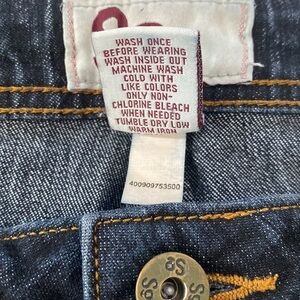 WASH ONCE
BEFORE WEARING
WASH INSIDE OUT
MACHINE WASH
COLD WITH
LIKE COLORS
ONLY NON-
CHLORINE BLEACH
WHEN NEEDED
TUMBLE DRY LOW
WARM IRON
400909753500